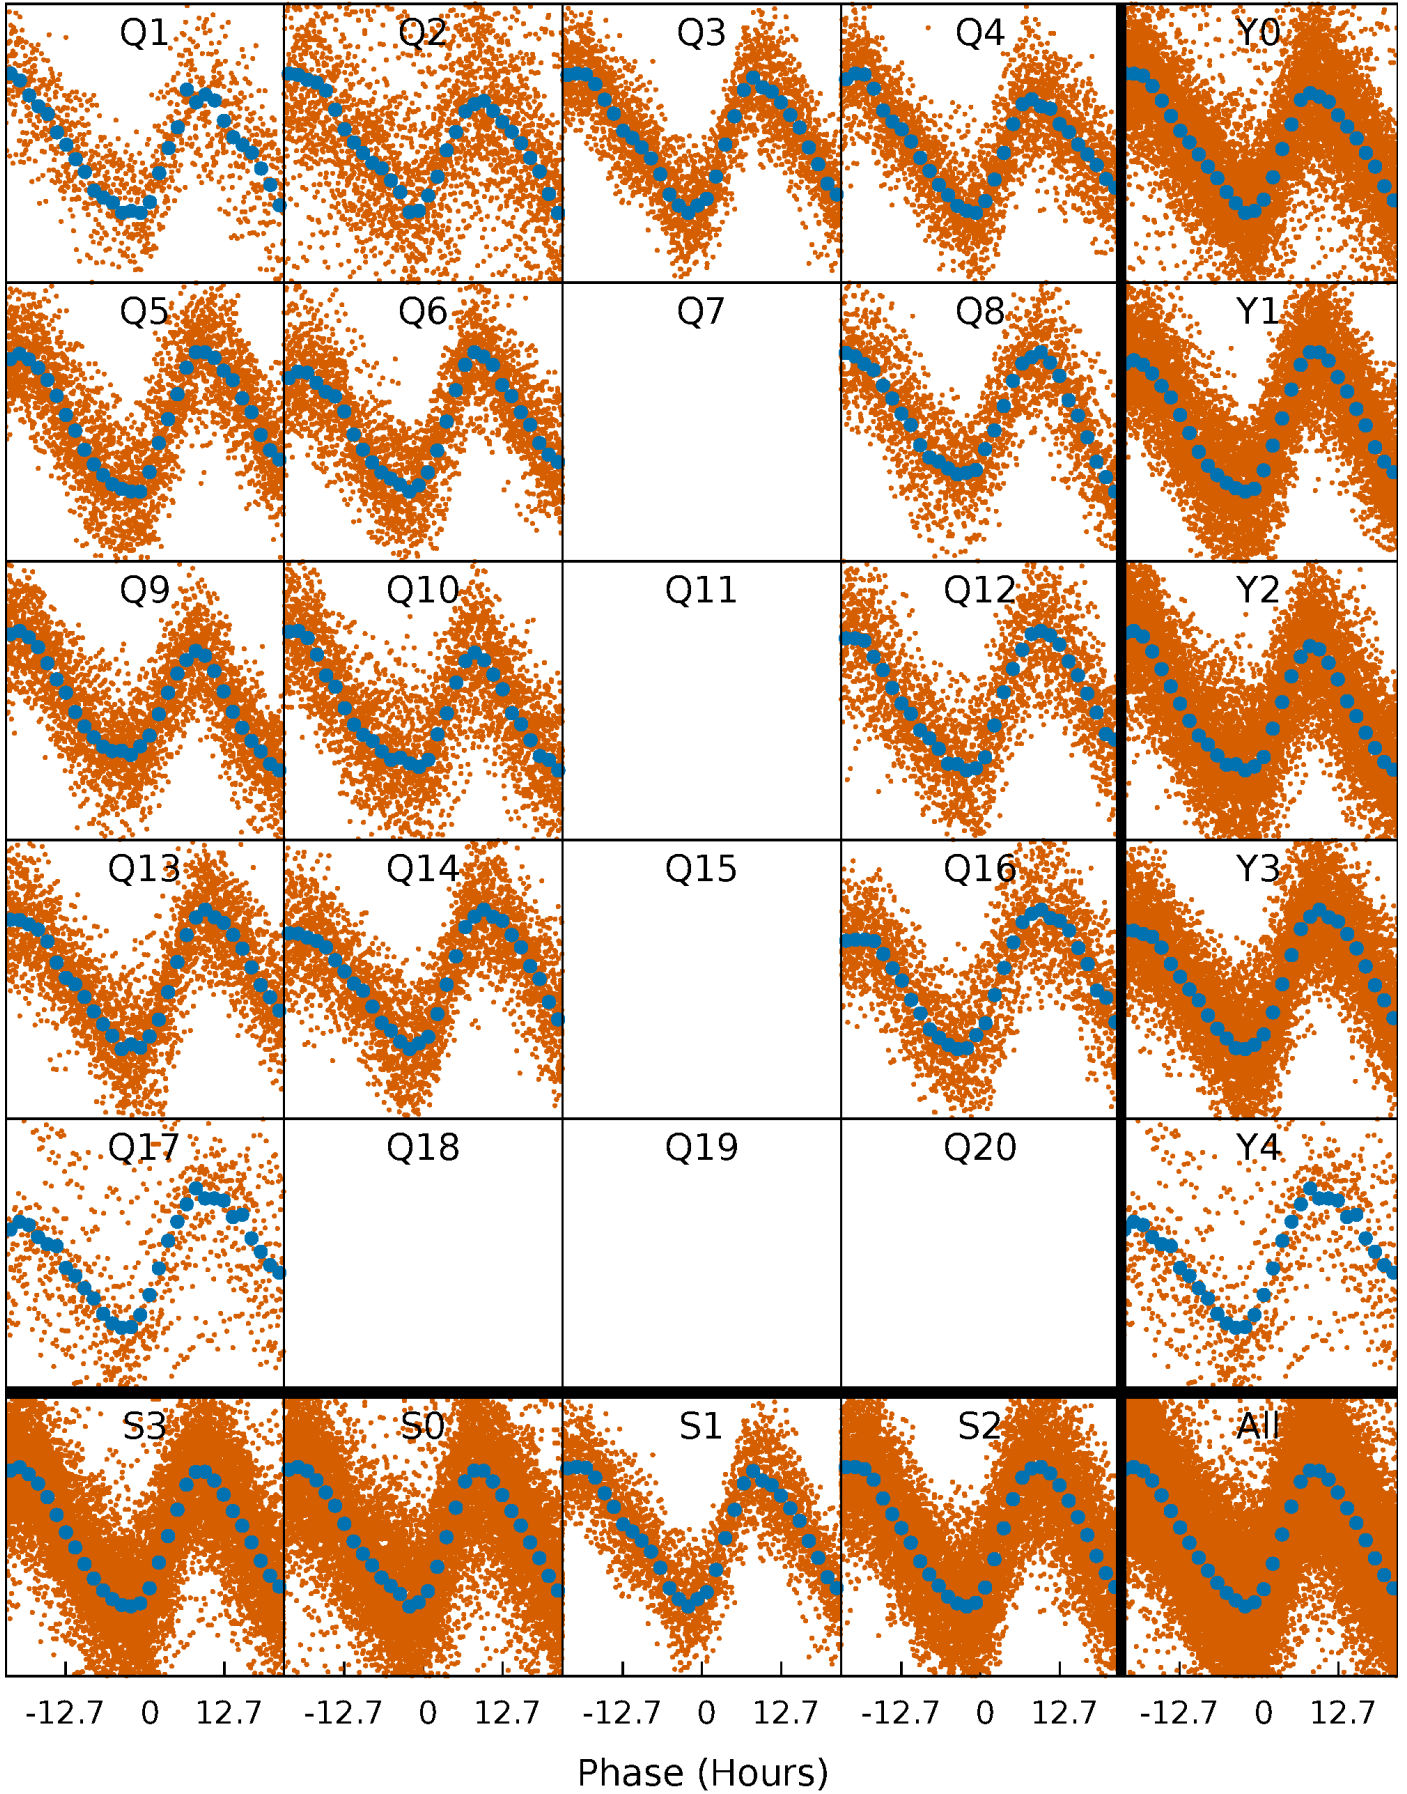 Q1 Q2 Q3 Q4 Y0
Q5 Q6 Q7 Q8 Y1
Q9 Q10 Q11 Q12 Y2
Q13 Q14 Q15 Q16 Y3
Q17 Q18 Q19 Q20 Y4
S3 S0 S1 S2 All
-12.7 0 12.7 -12.7 0 12.7 -12.7 0 12.7 -12.7 0 12.7 -12.7 0 12.7
Phase (Hours)